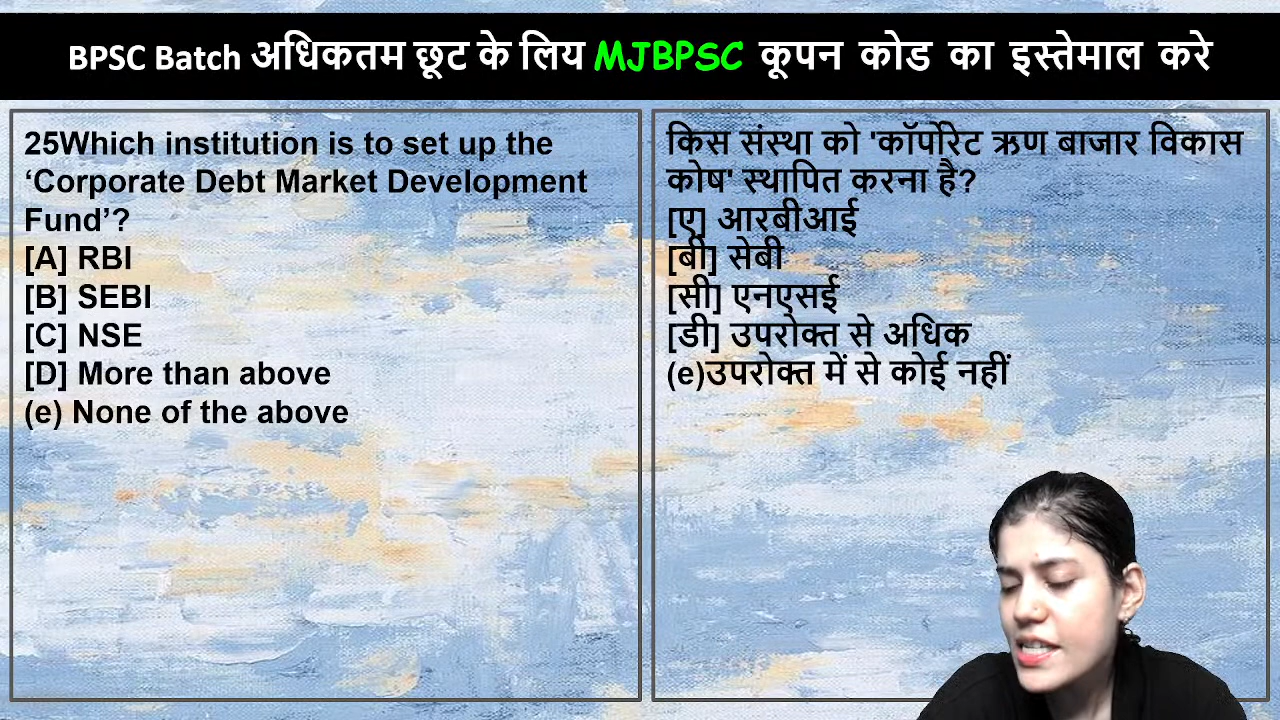 BPSC Batch अधिकतम छूट के लिय MJBPSC कूपन कोड का इस्तेमाल करे
25Which institution is to set up the
‘Corporate Debt Market Development
Fund’?
[A] RBI
[B] SEBI
[C] NSE
[D] More than above
(e) None of the above
किस संस्था को 'कॉर्पोरेट ऋण बाजार विकास
कोष' स्थापित करना है?
[ए] आरबीआई
[बी] सेबी
[सी] एनएसई
[डी] उपरोक्त से अधिक
(e)उपरोक्त में से कोई नहीं